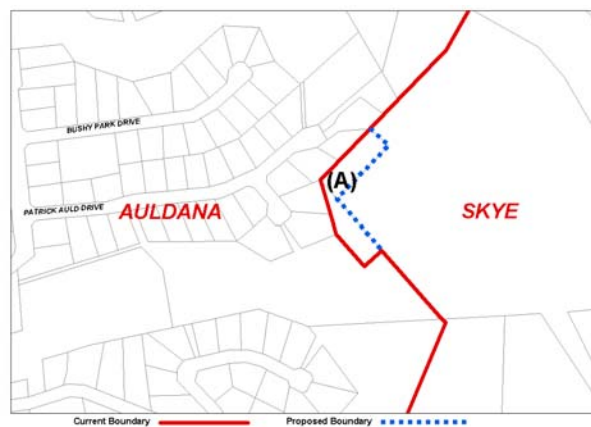 BUSHY PARK DRIVE
(A)
PATRICK AULD DRIVE
AULDANA
SKYE
Current Boundary
Proposed Boundary